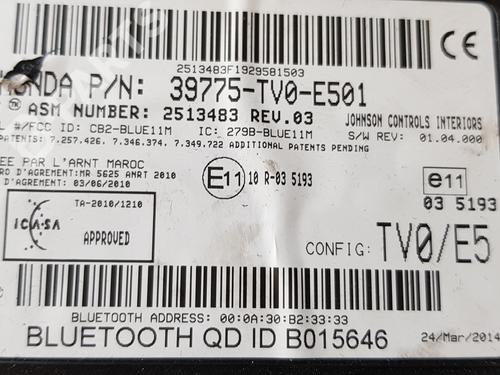 2513483F1929581503
HONDA P/N: 39775-TV0-E501
ASM NUMBER: 2513483 REV.03
JOHNSON CONTROLS INTERIORS
L #/FCC ID: CB2-BLUE11M IC: 279B-BLUE11M
S/W REV: 01.04.000
TENTS: 7.257.426, 7.346.374, 7.349.722 ADDITIONAL PATENTS PENDING
EE PAR L'ARNT MAROC
RO D'AGREMENT:MR 5625 ANRT 2010
D'AGREMENT: 03/06/2010
E11 10 R-03 5193
e11
03 5193
TA-2010/1210
ICASA
APPROVED
CONFIG: TV0/E5
BLUETOOTH ADDRESS: 00:0A:30:B2:33:33
BLUETOOTH QD ID B015646
24/Mar/2014